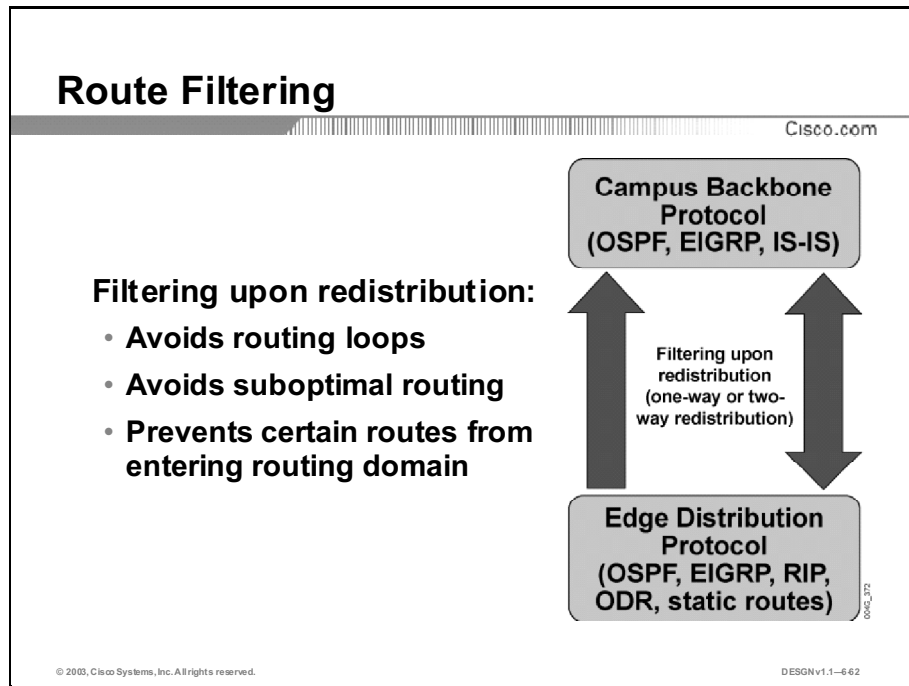 Route Filtering
Cisco.com
Filtering upon redistribution:
• Avoids routing loops
• Avoids suboptimal routing
• Prevents certain routes from
entering routing domain
Campus Backbone
Protocol
(OSPF, EIGRP, IS-IS)
Filtering upon
redistribution
(one-way or two-
way redistribution)
Edge Distribution
Protocol
(OSPF, EIGRP, RIP,
ODR, static routes)
004G_372
© 2003, Cisco Systems, Inc. All rights reserved.
DESGN v1.1—6-62